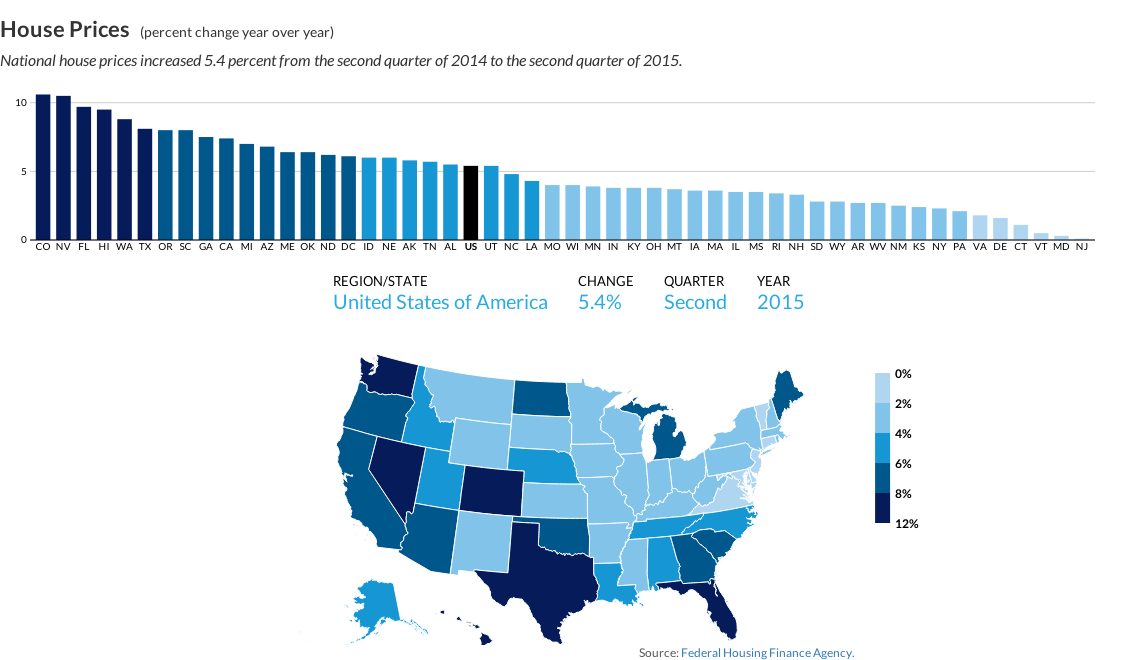 House Prices (percent change year over year)
National house prices increased 5.4 percent from the second quarter of 2014 to the second quarter of 2015.
10
5
0
CO NV FL HI WA TX OR SC GA CA MI AZ ME OK ND DC ID NE AK TN AL US UT NC LA MO WI MN IN KY OH MT IA MA IL MS RI NH SD WY AR WV NM KS NY PA VA DE CT VT MD NJ
REGION/STATE CHANGE QUARTER YEAR
United States of America 5.4% Second 2015
0%
2%
4%
6%
8%
12%
Source: Federal Housing Finance Agency.